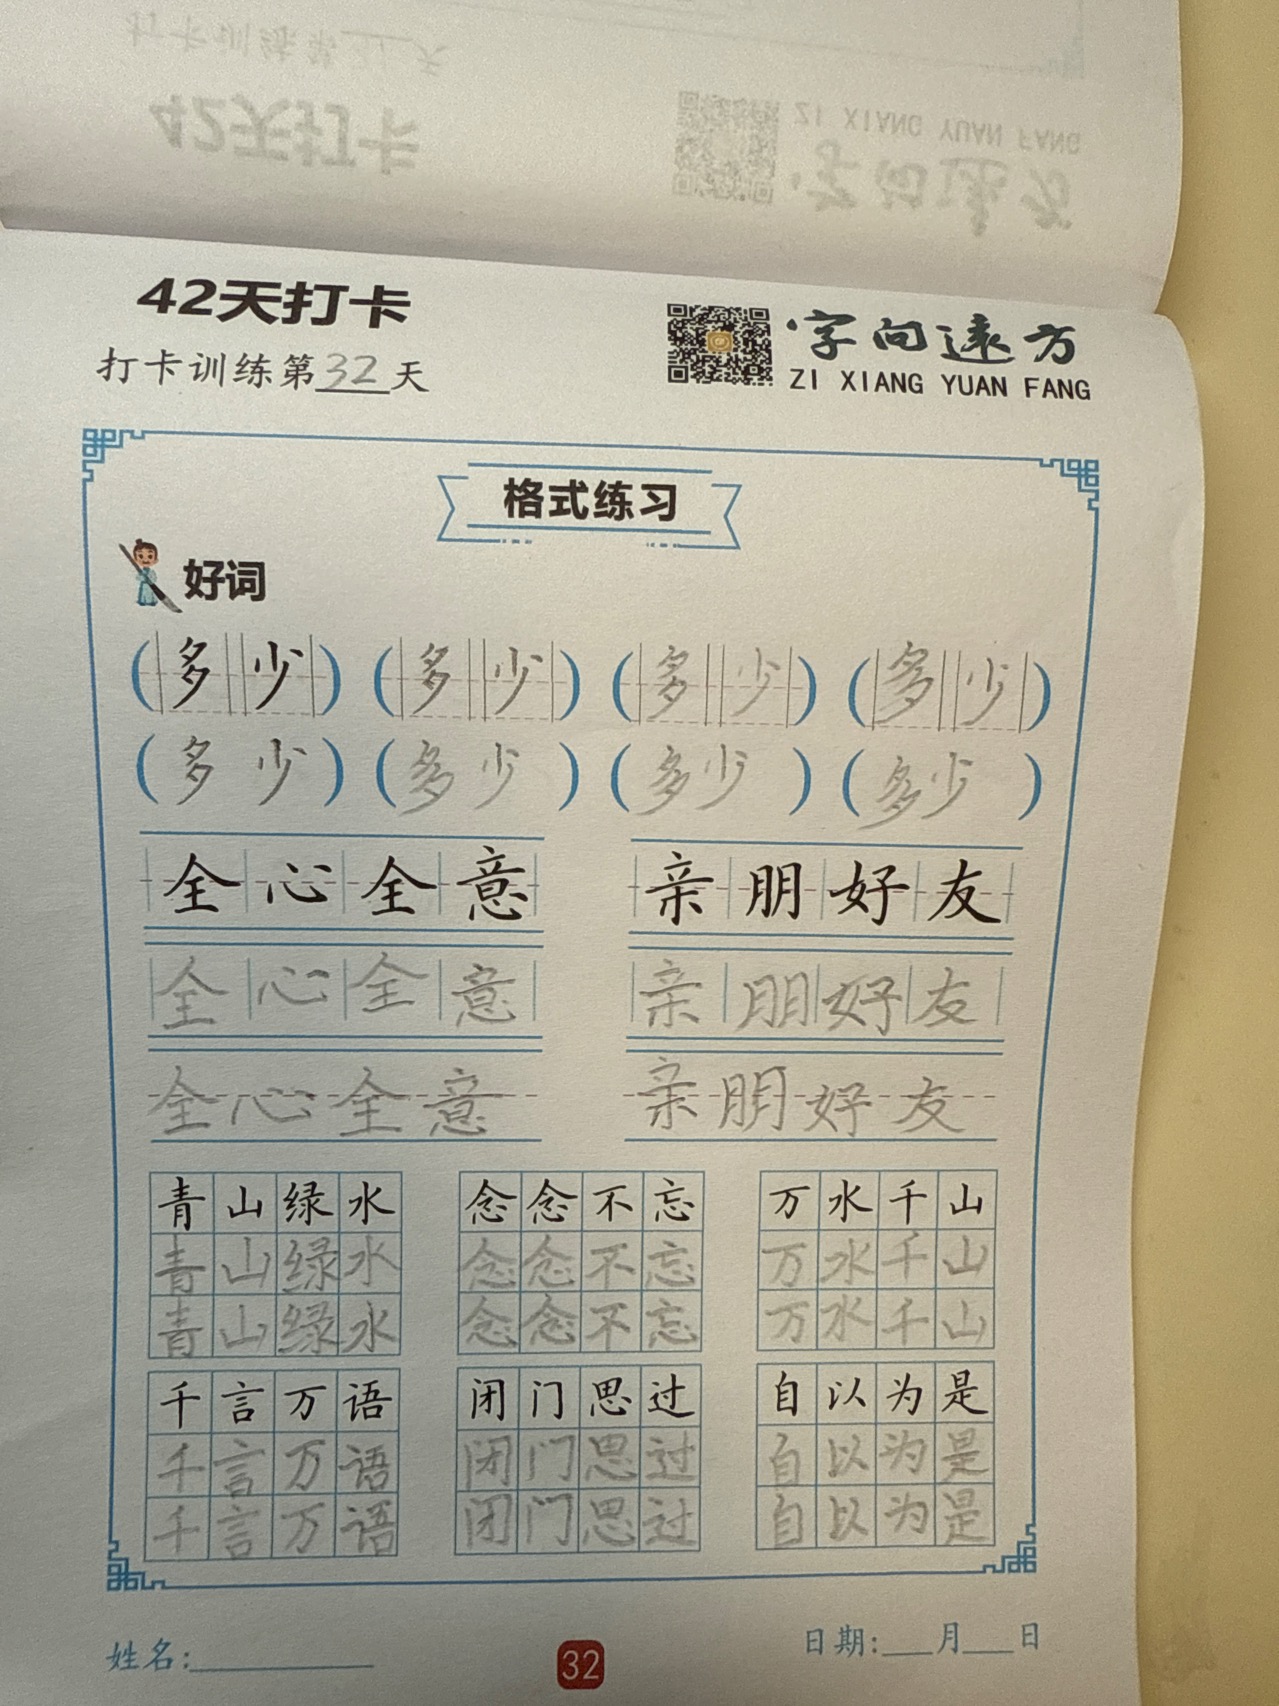 42天打卡
字向远方
打卡训练第32天
ZI XIANG YUAN FANG
格式练习
好词
(多少) (多少) (多少) (多少)
(多少) (多少) (多少) (多少)
全心全意 亲朋好友
全心全意 亲朋好友
全心全意 亲朋好友
青山绿水 念念不忘 万水千山
青山绿水 念念不忘 万水千山
青山绿水 念念不忘 万水千山
千言万语 闭门思过 自以为是
千言万语 闭门思过 自以为是
千言万语 闭门思过 自以为是
姓名:______ 32 日期:___月___日